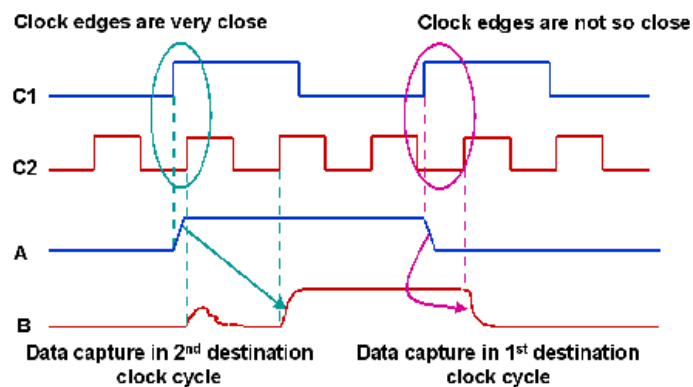 Clock edges are very close
Clock edges are not so close
C1
C2
A
B
Data capture in 2nd destination
clock cycle
Data capture in 1st destination
clock cycle